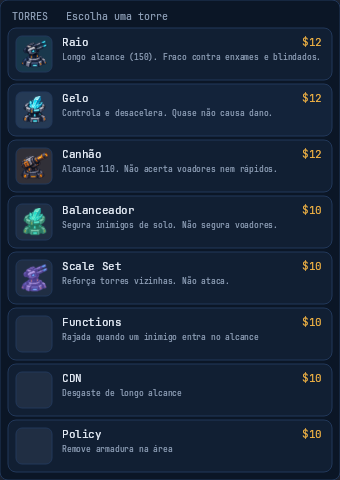 TORRES Escolha uma torre
Raio $12
Longo alcance (150). Fraco contra enxames e blindados.
Gelo $12
Controla e desacelera. Quase não causa dano.
Canhão $12
Alcance 110. Não acerta voadores nem rápidos.
Balanceador $10
Segura inimigos de solo. Não segura voadores.
Scale Set $10
Reforça torres vizinhas. Não ataca.
Functions $10
Rajada quando um inimigo entra no alcance
CDN $10
Desgaste de longo alcance
Policy $10
Remove armadura na área